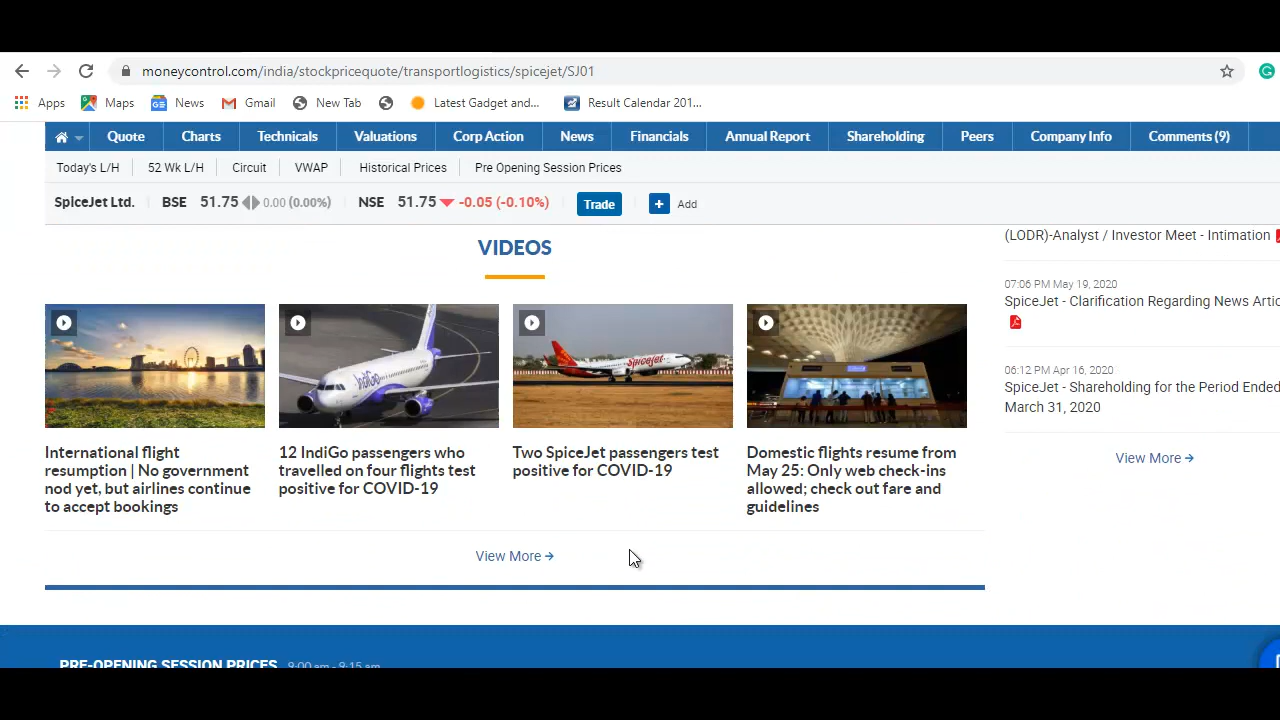 moneycontrol.com/india/stockpricequote/transportlogistics/spicejet/SJ01
Apps Maps News Gmail New Tab Latest Gadget and... Result Calendar 201...
Quote Charts Technicals Valuations Corp Action News Financials Annual Report Shareholding Peers Company Info Comments (9)
Today's L/H 52 Wk L/H Circuit VWAP Historical Prices Pre Opening Session Prices
SpiceJet Ltd. BSE 51.75 0.00 (0.00%) NSE 51.75 -0.05 (-0.10%) Trade + Add
VIDEOS
IndiGo
SpiceJet
International flight
resumption | No government
nod yet, but airlines continue
to accept bookings
12 IndiGo passengers who
travelled on four flights test
positive for COVID-19
Two SpiceJet passengers test
positive for COVID-19
Domestic flights resume from
May 25: Only web check-ins
allowed; check out fare and
guidelines
View More →
(LODR)-Analyst / Investor Meet - Intimation
07:06 PM May 19, 2020
SpiceJet - Clarification Regarding News Artic
06:12 PM Apr 16, 2020
SpiceJet - Shareholding for the Period Ended
March 31, 2020
View More →
PRE-OPENING SESSION PRICES 9:00 am - 9:15 am